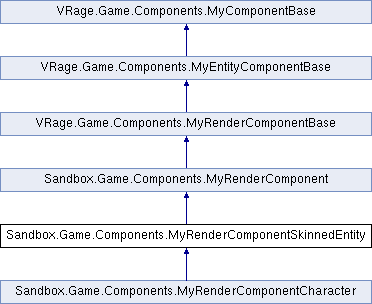 VRage.Game.Components.MyComponentBase
VRage.Game.Components.MyEntityComponentBase
VRage.Game.Components.MyRenderComponentBase
Sandbox.Game.Components.MyRenderComponent
Sandbox.Game.Components.MyRenderComponentSkinnedEntity
Sandbox.Game.Components.MyRenderComponentCharacter